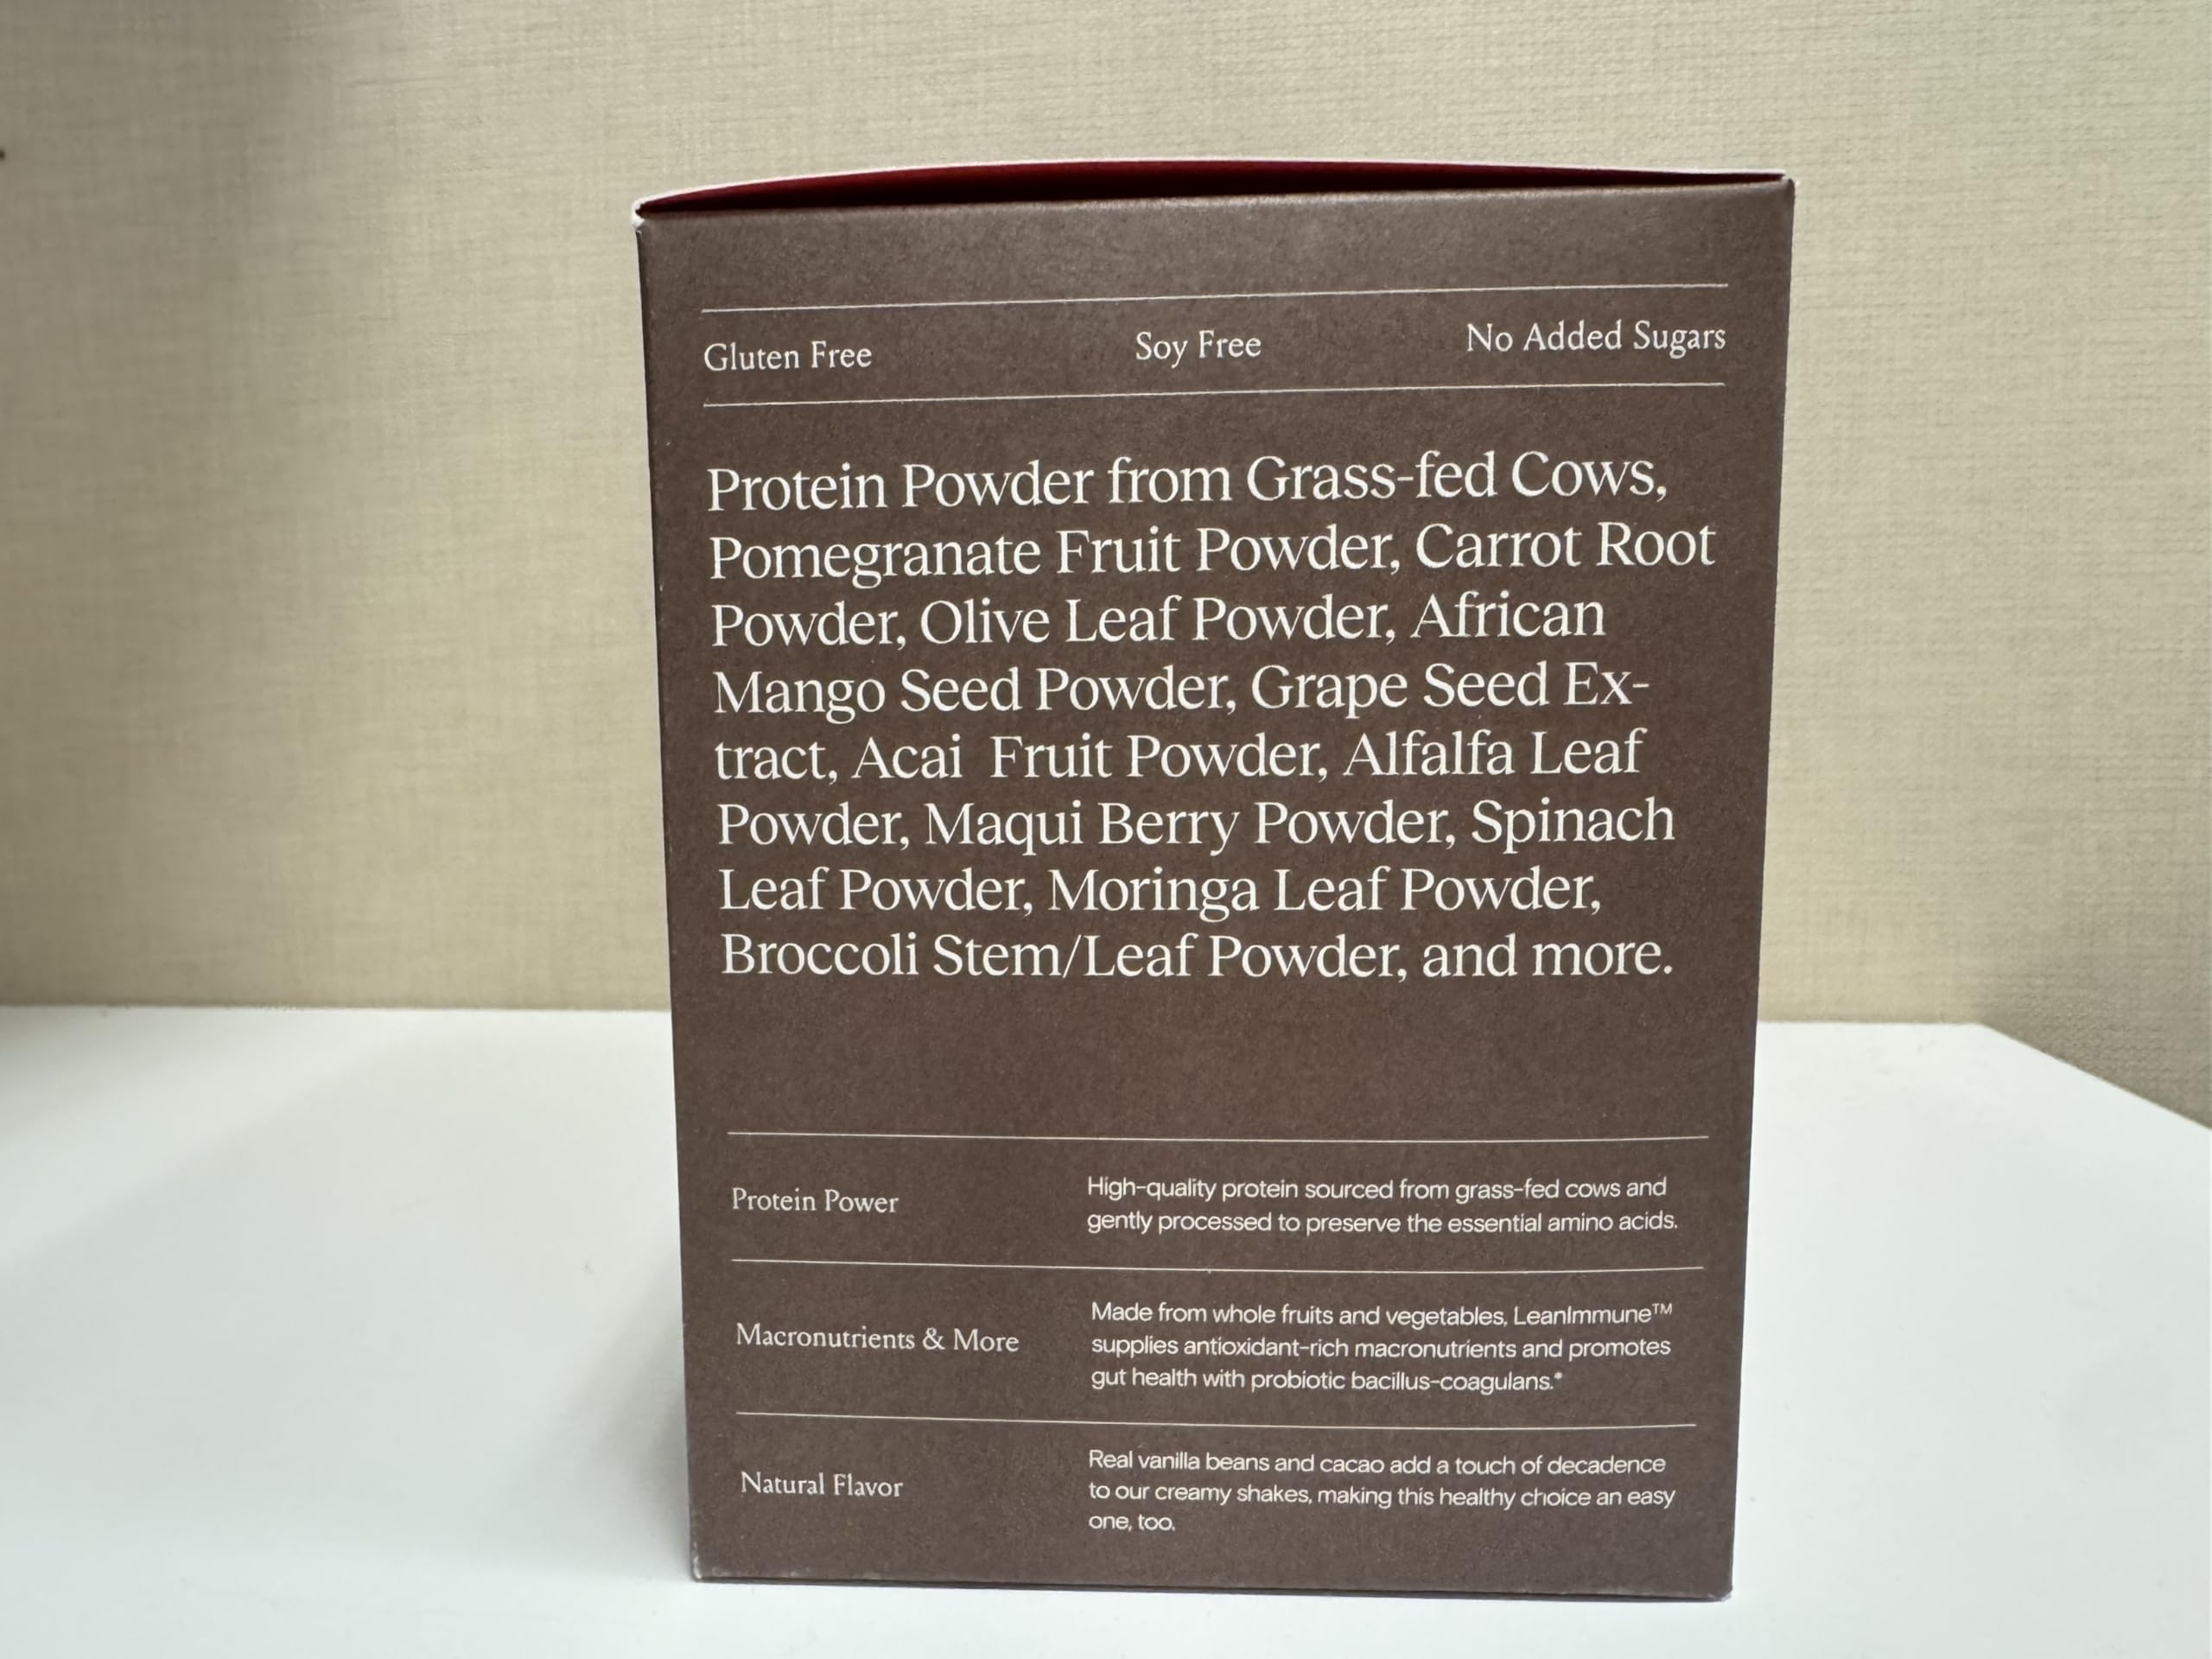 Gluten Free Soy Free No Added Sugars
Protein Powder from Grass-fed Cows,
Pomegranate Fruit Powder, Carrot Root
Powder, Olive Leaf Powder, African
Mango Seed Powder, Grape Seed Ex-
tract, Acai Fruit Powder, Alfalfa Leaf
Powder, Maqui Berry Powder, Spinach
Leaf Powder, Moringa Leaf Powder,
Broccoli Stem/Leaf Powder, and more.
Protein Power
High-quality protein sourced from grass-fed cows and
gently processed to preserve the essential amino acids.
Macronutrients & More
Made from whole fruits and vegetables, LeanImmune™
supplies antioxidant-rich macronutrients and promotes
gut health with probiotic bacillus-coagulans.*
Natural Flavor
Real vanilla beans and cacao add a touch of decadence
to our creamy shakes, making this healthy choice an easy
one, too.